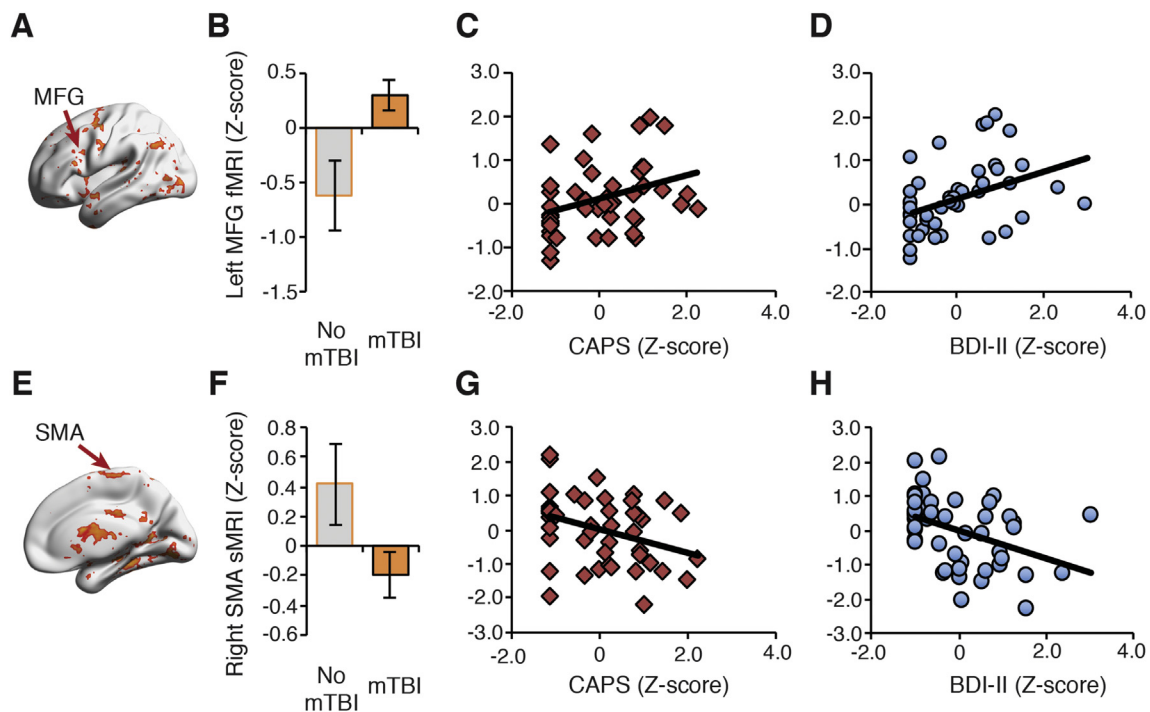 A
B
C
D
MFG
Left MFG fMRI (Z-score)
0.5
0
-0.5
-1.0
-1.5
No
mTBI
mTBI
3.0
2.0
1.0
0
-1.0
-2.0
-2.0
0
2.0
4.0
CAPS (Z-score)
3.0
2.0
1.0
0
-1.0
-2.0
-2.0
0
2.0
4.0
BDI-II (Z-score)
E
F
G
H
SMA
Right SMA sMRI (Z-score)
0.8
0.6
0.4
0.2
0
-0.2
-0.4
-0.6
No
mTBI
mTBI
3.0
2.0
1.0
0
-1.0
-2.0
-3.0
-2.0
0
2.0
4.0
CAPS (Z-score)
3.0
2.0
1.0
0
-1.0
-2.0
-3.0
-2.0
0
2.0
4.0
BDI-II (Z-score)